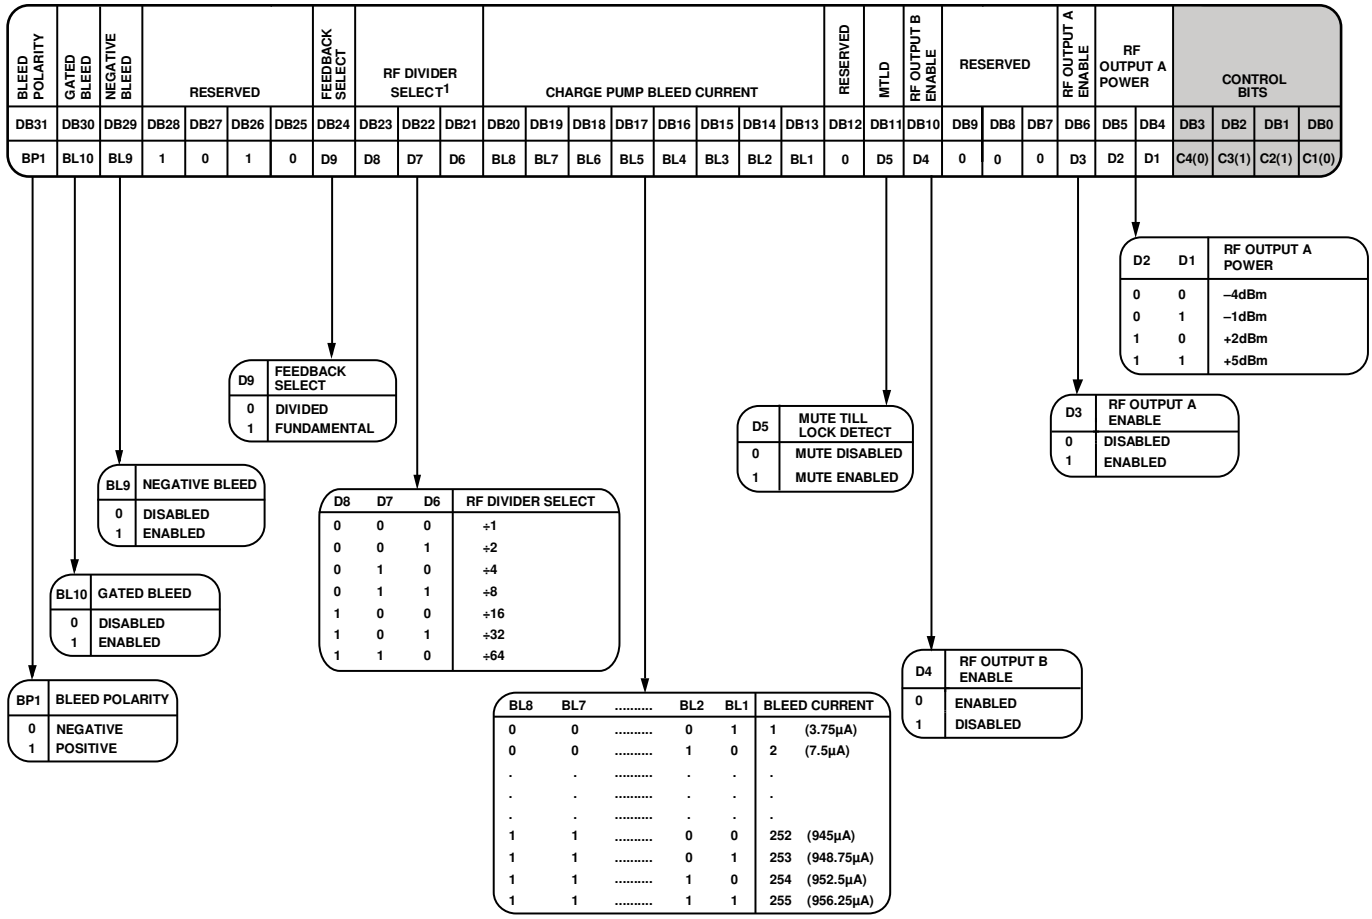 BLEED POLARITY
GATED BLEED
NEGATIVE BLEED
RESERVED
FEEDBACK SELECT
RF DIVIDER
SELECT1
CHARGE PUMP BLEED CURRENT
RESERVED
MTLD
RF OUTPUT B ENABLE
RESERVED
RF OUTPUT A ENABLE
RF
OUTPUT A
POWER
CONTROL
BITS
DB31 DB30 DB29 DB28 DB27 DB26 DB25 DB24 DB23 DB22 DB21 DB20 DB19 DB18 DB17 DB16 DB15 DB14 DB13 DB12 DB11 DB10 DB9 DB8 DB7 DB6 DB5 DB4 DB3 DB2 DB1 DB0
BP1 BL10 BL9 1 0 1 0 D9 D8 D7 D6 BL8 BL7 BL6 BL5 BL4 BL3 BL2 BL1 0 D5 D4 0 0 0 D3 D2 D1 C4(0) C3(1) C2(1) C1(0)
D2 D1 RF OUTPUT A
POWER
0 0 –4dBm
0 1 –1dBm
1 0 +2dBm
1 1 +5dBm
D9 FEEDBACK
SELECT
0 DIVIDED
1 FUNDAMENTAL
D3 RF OUTPUT A
ENABLE
0 DISABLED
1 ENABLED
D5 MUTE TILL
LOCK DETECT
0 MUTE DISABLED
1 MUTE ENABLED
BL9 NEGATIVE BLEED
0 DISABLED
1 ENABLED
D8 D7 D6 RF DIVIDER SELECT
0 0 0 ÷1
0 0 1 ÷2
0 1 0 ÷4
0 1 1 ÷8
1 0 0 ÷16
1 0 1 ÷32
1 1 0 ÷64
BL10 GATED BLEED
0 DISABLED
1 ENABLED
D4 RF OUTPUT B
ENABLE
0 ENABLED
1 DISABLED
BP1 BLEED POLARITY
0 NEGATIVE
1 POSITIVE
BL8 BL7 .......... BL2 BL1 BLEED CURRENT
0 0 .......... 0 1 1 (3.75µA)
0 0 .......... 1 0 2 (7.5µA)
. . .......... . . .
. . .......... . . .
. . .......... . . .
1 1 .......... 0 0 252 (945µA)
1 1 .......... 0 1 253 (948.75µA)
1 1 .......... 1 0 254 (952.5µA)
1 1 .......... 1 1 255 (956.25µA)